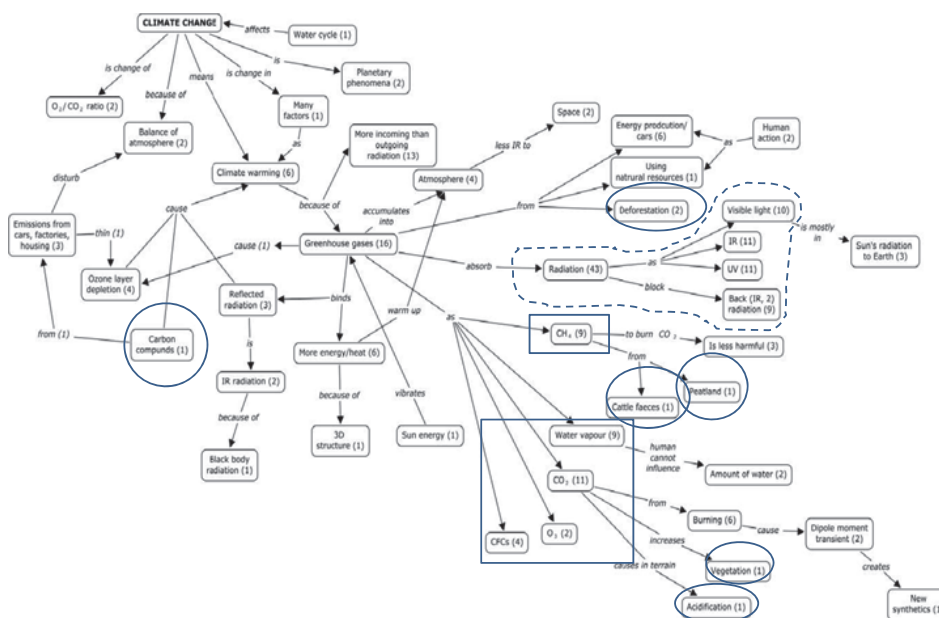 CLIMATE CHANGE
affects
Water cycle (1)
is
is change of
means
is change in
Planetary
phenomena (2)
because of
O₂/CO₂ ratio (2)
Many
factors (1)
Balance of
atmosphere (2)
as
More incoming than
outgoing
radiation (13)
Space (2)
less IR to
Energy prodcution/
cars (6)
Human
action (2)
as
Climate warming (6)
Atmosphere (4)
Using
natrural resources (1)
disturb
cause
because of
accumulates
into
from
Deforestation (2)
Visible light (10)
Emissions from
cars, factories,
housing (3)
thin (1)
cause (1)
Greenhouse gases (16)
is mostly
in
IR (11)
Sun's radiation
to Earth (3)
absorb
Radiation (43)
as
UV (11)
Ozone layer
depletion (4)
Reflected
radiation (3)
binds
block
Back (IR, 2)
radiation (9)
warm up
as
from (1)
Carbon
compunds (1)
is
More energy/heat (6)
CH₄ (9)
to burn CO₂
Is less harmful (3)
from
IR radiation (2)
because of
vibrates
Peatland (1)
Cattle faeces (1)
because of
3D
structure (1)
Sun energy (1)
Water vapour (9)
human
cannot
influence
Black body
radiation (1)
Amount of water (2)
CO₂ (11)
from
Burning (6)
cause
Dipole moment
transient (2)
CFCs (4)
O₃ (2)
increases
causes in terrain
Vegetation (1)
creates
Acidification (1)
New
synthetics (1